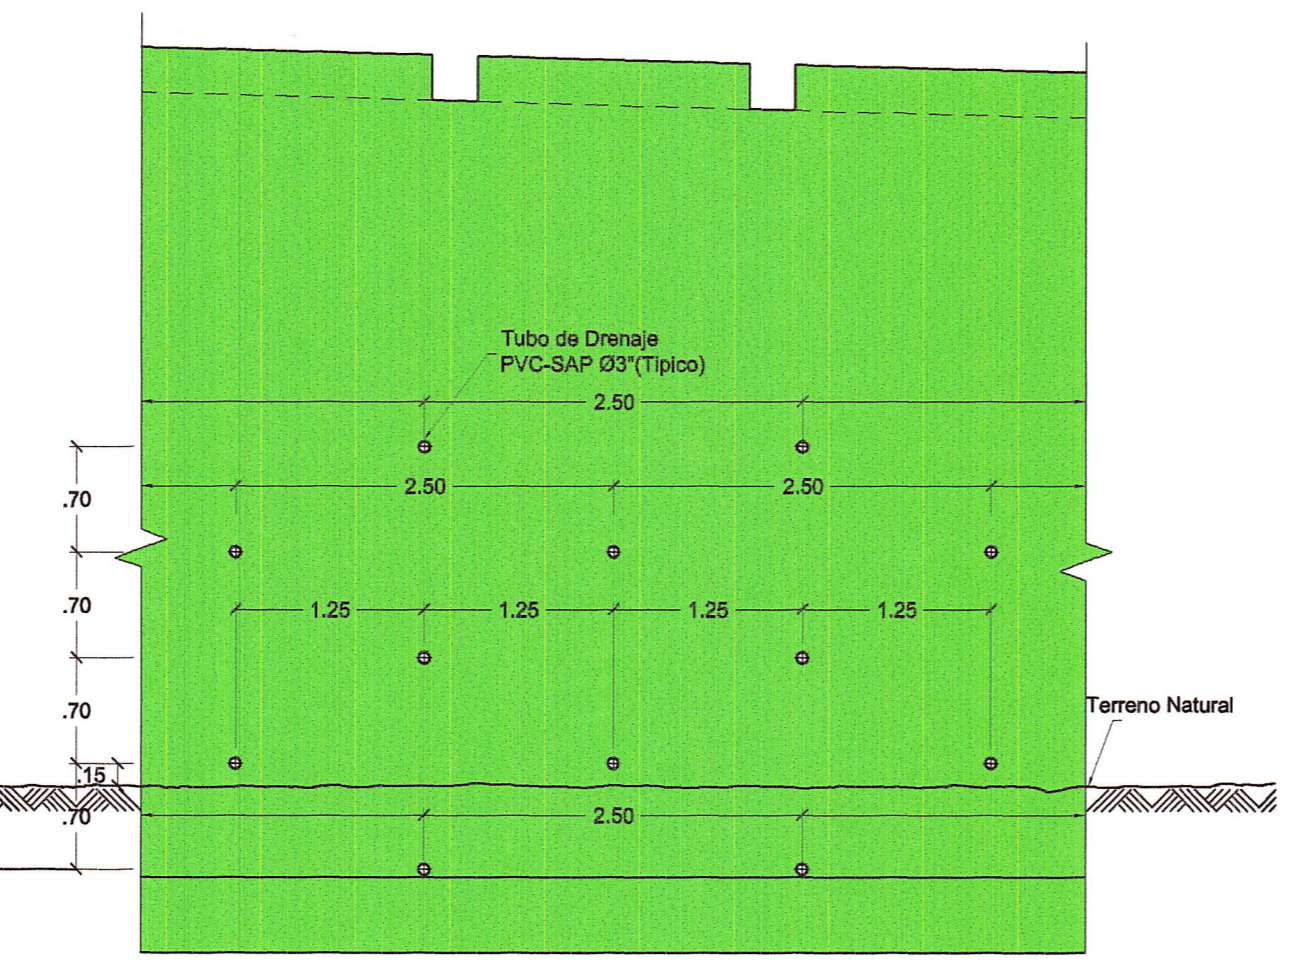 Tubo de Drenaje
PVC-SAP Ø3"(Tipico)
2.50
.70
2.50 2.50
.70
1.25 1.25 1.25 1.25
.70
Terreno Natural
.15
.70
2.50